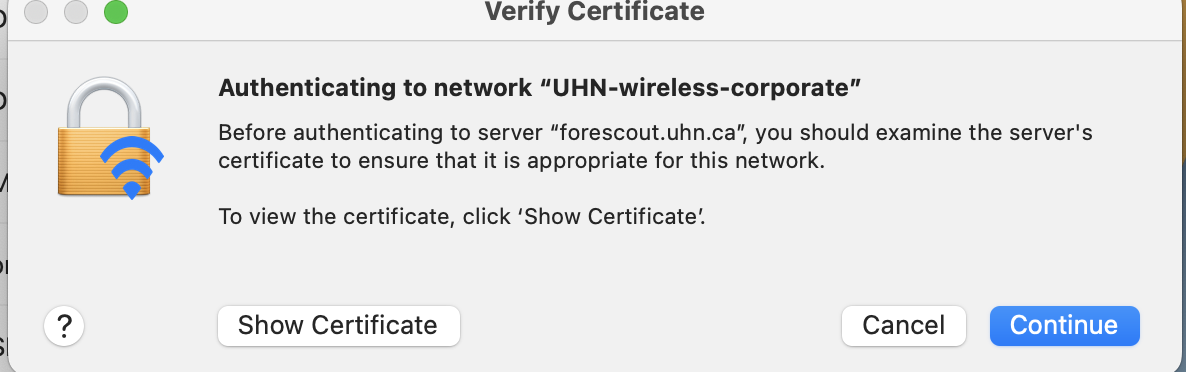 Verify Certificate
Authenticating to network “UHN-wireless-corporate”
Before authenticating to server “forescout.uhn.ca”, you should examine the server's
certificate to ensure that it is appropriate for this network.
To view the certificate, click ‘Show Certificate’.
?
Show Certificate
Cancel
Continue